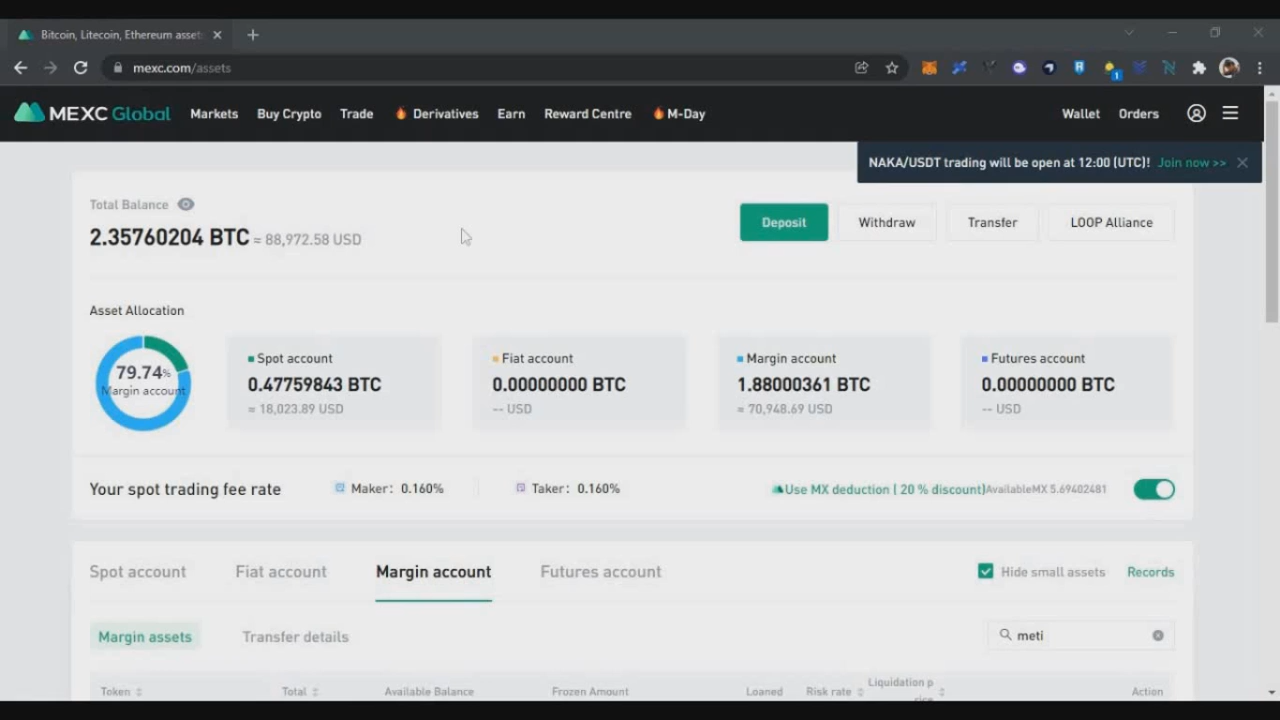 Bitcoin, Litecoin, Ethereum asset
mexc.com/assets
1
MEXC Global Markets Buy Crypto Trade Derivatives Earn Reward Centre M-Day Wallet Orders
NAKA/USDT trading will be open at 12:00 (UTC)! Join now >>
Total Balance
2.35760204 BTC ≈ 88,972.58 USD
Deposit Withdraw Transfer LOOP Alliance
Asset Allocation
79.74%
Margin account
Spot account
0.47759843 BTC
≈ 18,023.89 USD
Fiat account
0.00000000 BTC
-- USD
Margin account
1.88000361 BTC
≈ 70,948.69 USD
Futures account
0.00000000 BTC
-- USD
Your spot trading fee rate Maker: 0.160% Taker: 0.160% Use MX deduction ( 20 % discount)AvailableMX 5.69402481
Spot account Fiat account Margin account Futures account Hide small assets Records
Margin assets Transfer details meti
Token Total Available Balance Frozen Amount Loaned Risk rate Liquidation p
rice
Action